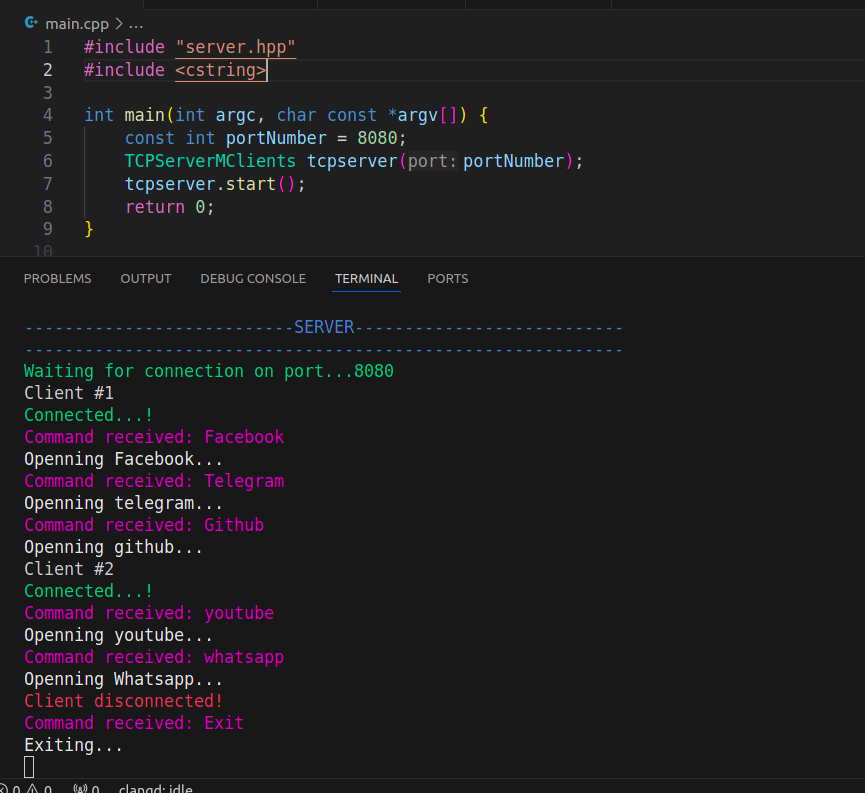 main.cpp > ...
1 #include "server.hpp"
2 #include <cstring>
3
4 int main(int argc, char const *argv[]) {
5 const int portNumber = 8080;
6 TCPServerMClients tcpserver(port: portNumber);
7 tcpserver.start();
8 return 0;
9 }
10
PROBLEMS OUTPUT DEBUG CONSOLE TERMINAL PORTS
---------------------------SERVER---------------------------
------------------------------------------------------------
Waiting for connection on port...8080
Client #1
Connected...!
Command received: Facebook
Openning Facebook...
Command received: Telegram
Openning telegram...
Command received: Github
Openning github...
Client #2
Connected...!
Command received: youtube
Openning youtube...
Command received: whatsapp
Openning Whatsapp...
Client disconnected!
Command received: Exit
Exiting...
0 0 0 clangd: idle